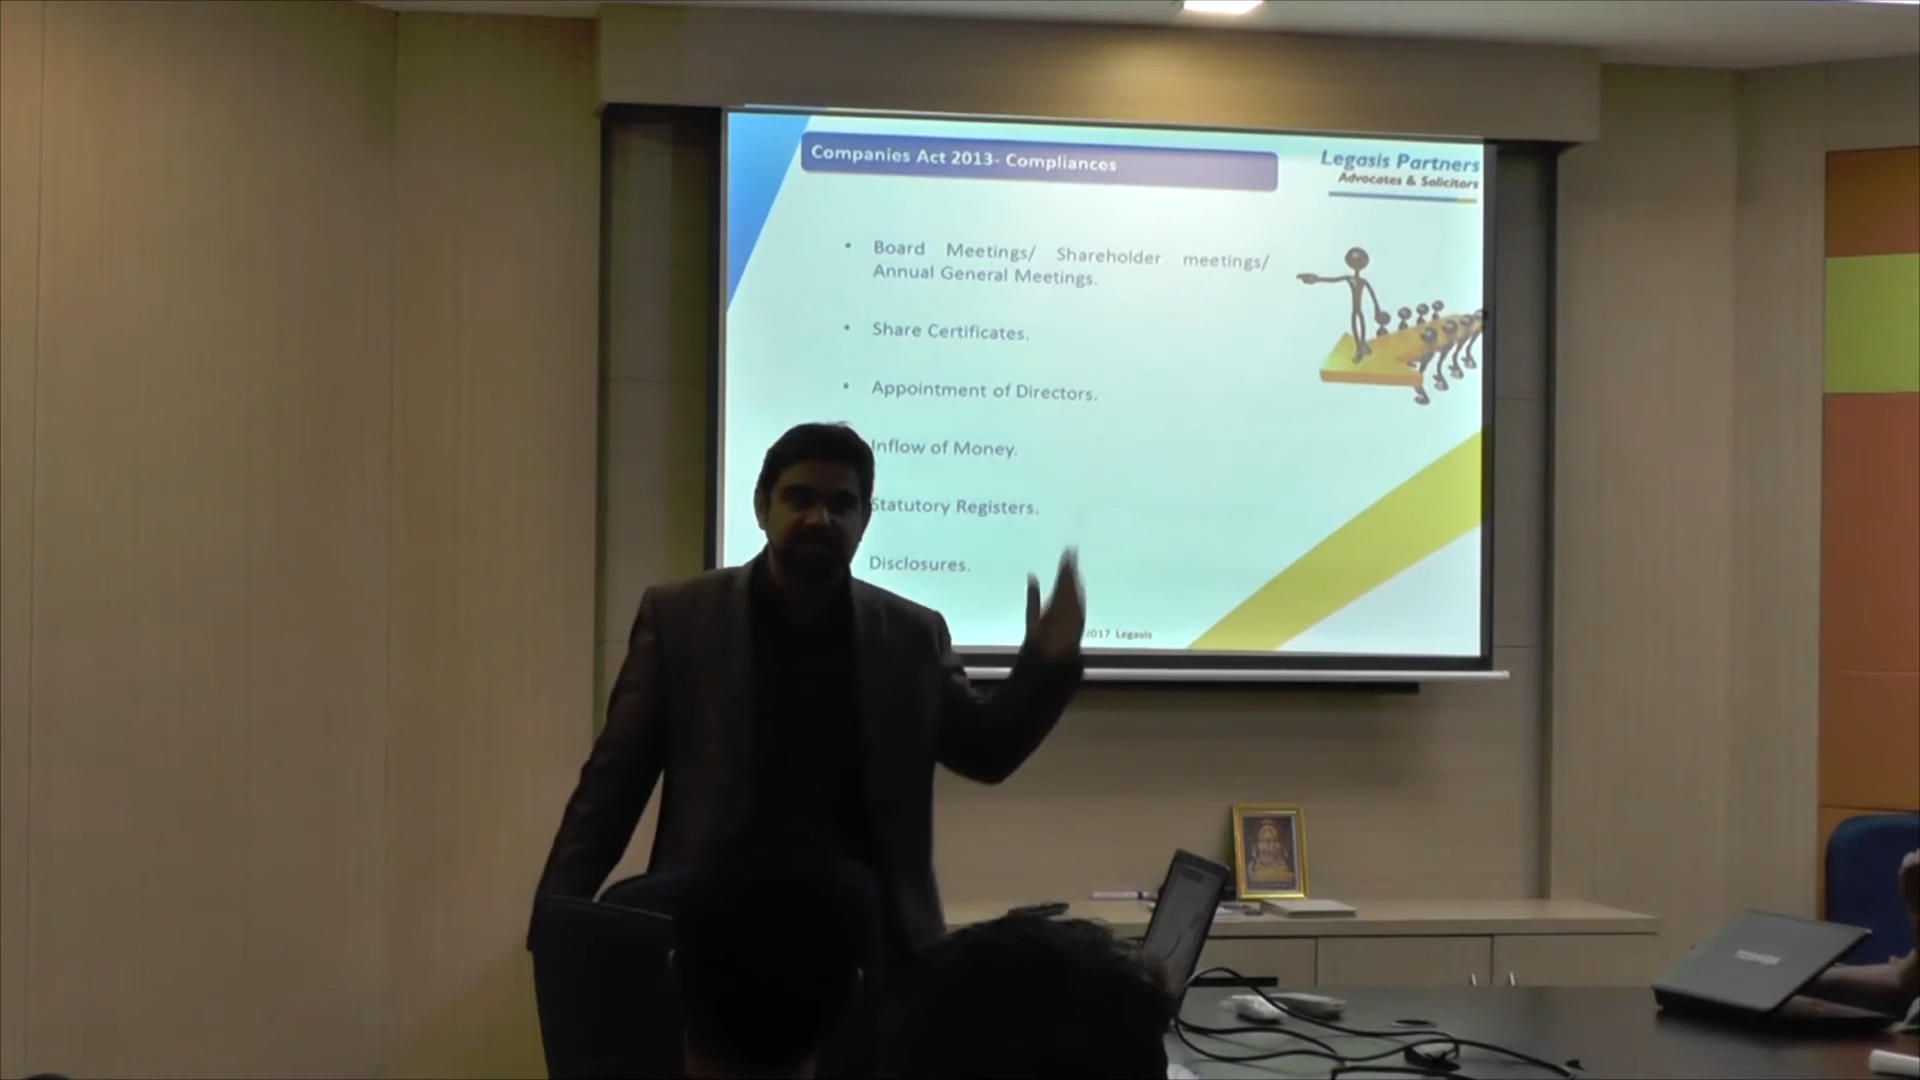 Companies Act 2013- Compliances
Legasis Partners
Advocates & Solicitors
• Board Meetings/ Shareholder meetings/
Annual General Meetings.
• Share Certificates.
• Appointment of Directors.
Inflow of Money.
Statutory Registers.
Disclosures.
2017 Legasis
TOSHIBA